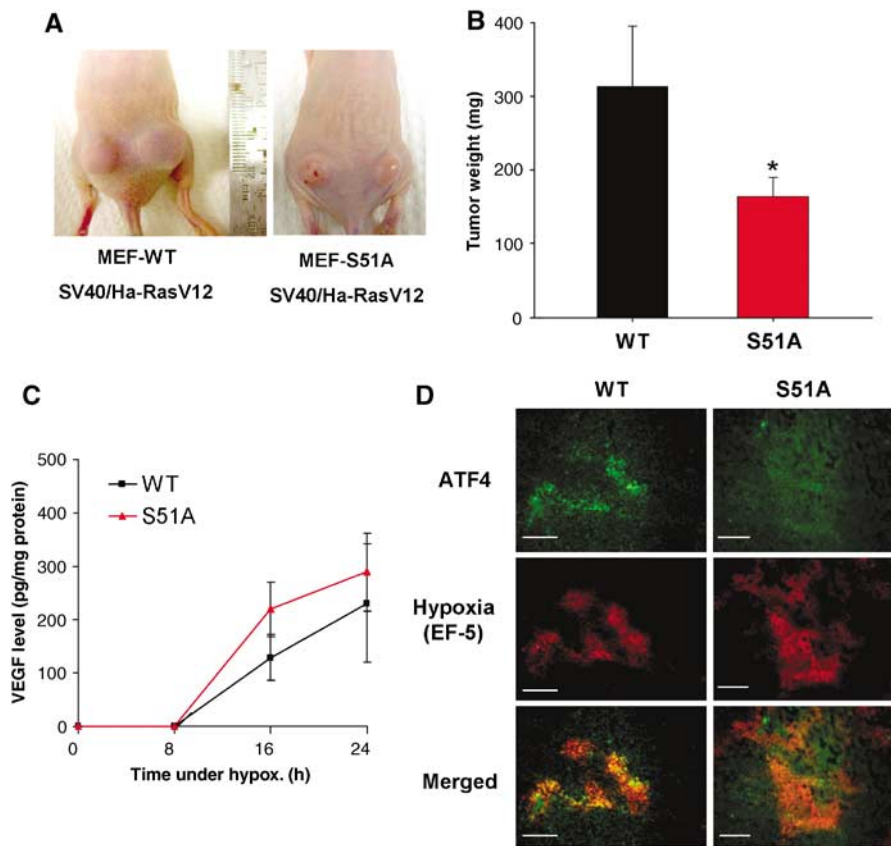 A
MEF-WT
SV40/Ha-RasV12
MEF-S51A
SV40/Ha-RasV12
B
Tumor weight (mg)
400
300
200
100
0
*
WT
S51A
C
VEGF level (pg/mg protein)
500
400
300
200
100
0
WT
S51A
0
8
16
24
Time under hypox. (h)
D
WT
S51A
ATF4
Hypoxia
(EF-5)
Merged